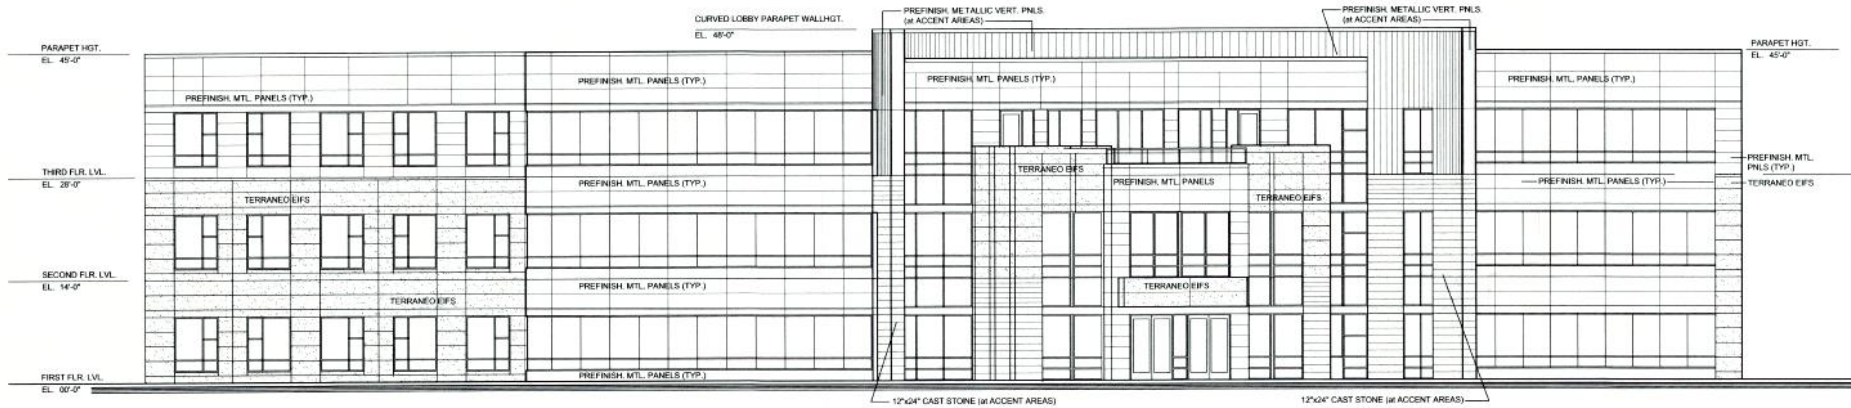 PREFINISH. METALLIC VERT. PNLS.
(at ACCENT AREAS)
PREFINISH. METALLIC VERT. PNLS.
(at ACCENT AREAS)
CURVED LOBBY PARAPET WALLHGT.
EL. 48'-0"
PARAPET HGT.
EL. 45'-0"
PARAPET HGT.
EL. 45'-0"
PREFINISH. MTL. PANELS (TYP.)
PREFINISH. MTL. PANELS (TYP.)
PREFINISH. MTL. PANELS (TYP.)
PREFINISH. MTL. PANELS (TYP.)
PREFINISH. MTL.
PNLS (TYP.)
THIRD FLR. LVL.
EL. 28'-0"
TERRANEO EIFS
PREFINISH. MTL. PANELS (TYP.)
PREFINISH. MTL. PANELS
PREFINISH. MTL. PANELS (TYP.)
TERRANEO EIFS
TERRANEO EIFS
TERRANEO EIFS
SECOND FLR. LVL.
EL. 14'-0"
PREFINISH. MTL. PANELS (TYP.)
TERRANEO EIFS
TERRANEO EIFS
FIRST FLR. LVL.
EL. 00'-0"
PREFINISH. MTL. PANELS (TYP.)
12"x24" CAST STONE (at ACCENT AREAS)
12"x24" CAST STONE (at ACCENT AREAS)